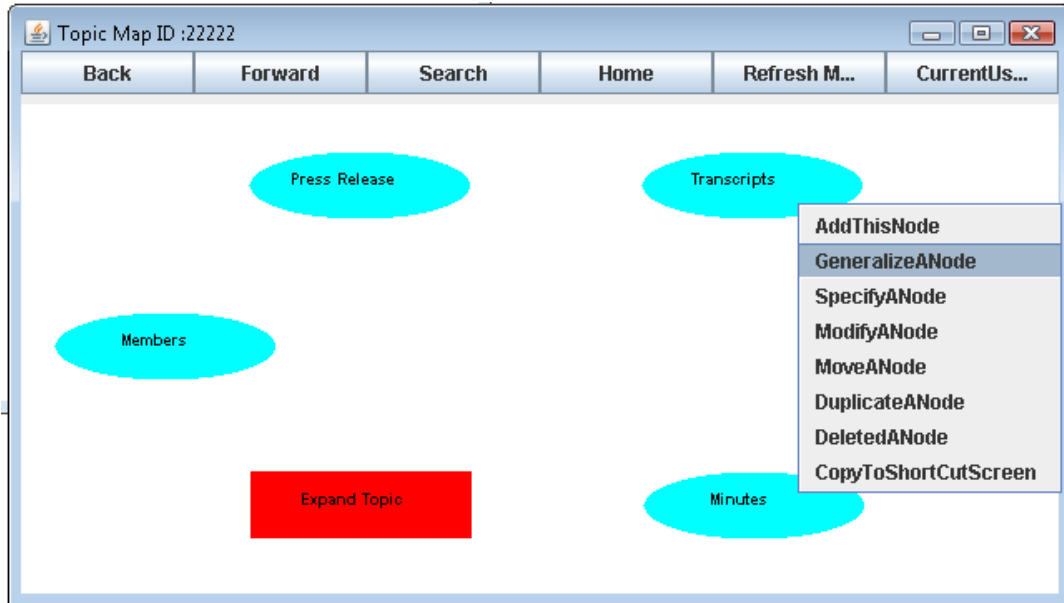 Topic Map ID :22222
Back Forward Search Home Refresh M... CurrentUs...
Press Release
Transcripts
AddThisNode
GeneralizeANode
SpecifyANode
ModifyANode
MoveANode
DuplicateANode
DeletedANode
CopyToShortCutScreen
Members
Expand Topic
Minutes